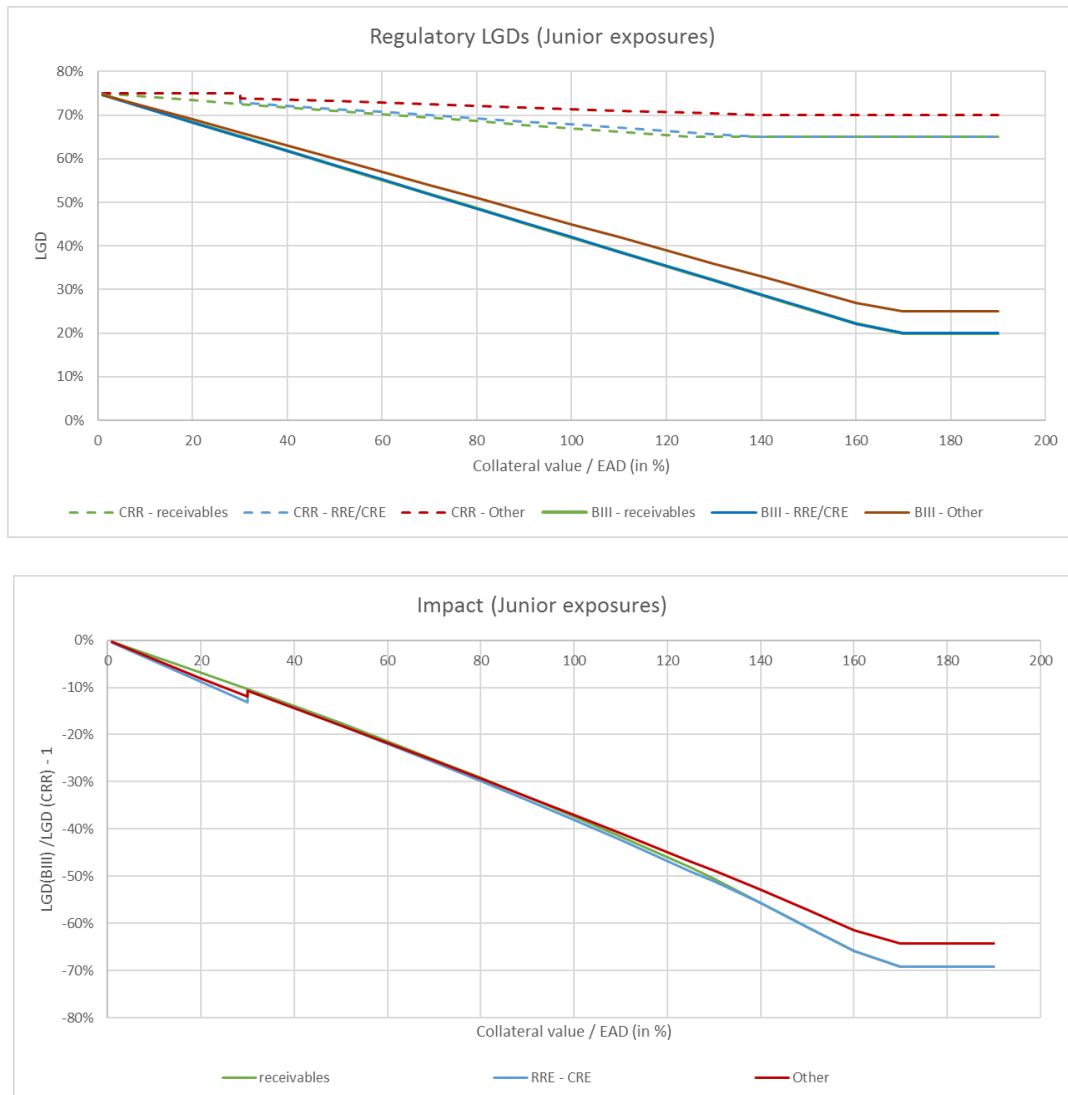 Regulatory LGDs (Junior exposures)
80%
70%
60%
50%
40%
30%
20%
10%
0%
LGD
0 20 40 60 80 100 120 140 160 180 200
Collateral value / EAD (in %)
CRR - receivables CRR - RRE/CRE CRR - Other BIII - receivables BIII - RRE/CRE BIII - Other
Impact (Junior exposures)
0%
0 20 40 60 80 100 120 140 160 180 200
-10%
-20%
-30%
-40%
-50%
-60%
-70%
-80%
LGD(BIII) /LGD (CRR) - 1
Collateral value / EAD (in %)
receivables RRE - CRE Other